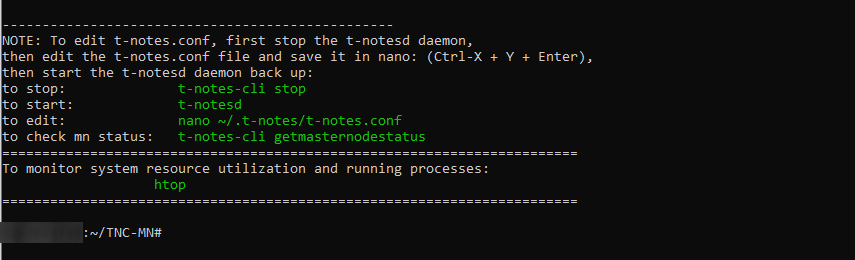 ------------------------------------------------
NOTE: To edit t-notes.conf, first stop the t-notesd daemon,
then edit the t-notes.conf file and save it in nano: (Ctrl-X + Y + Enter),
then start the t-notesd daemon back up:
to stop: t-notes-cli stop
to start: t-notesd
to edit: nano ~/.t-notes/t-notes.conf
to check mn status: t-notes-cli getmasternodestatus
========================================================================
To monitor system resource utilization and running processes:
htop
========================================================================
:~/TNC-MN#